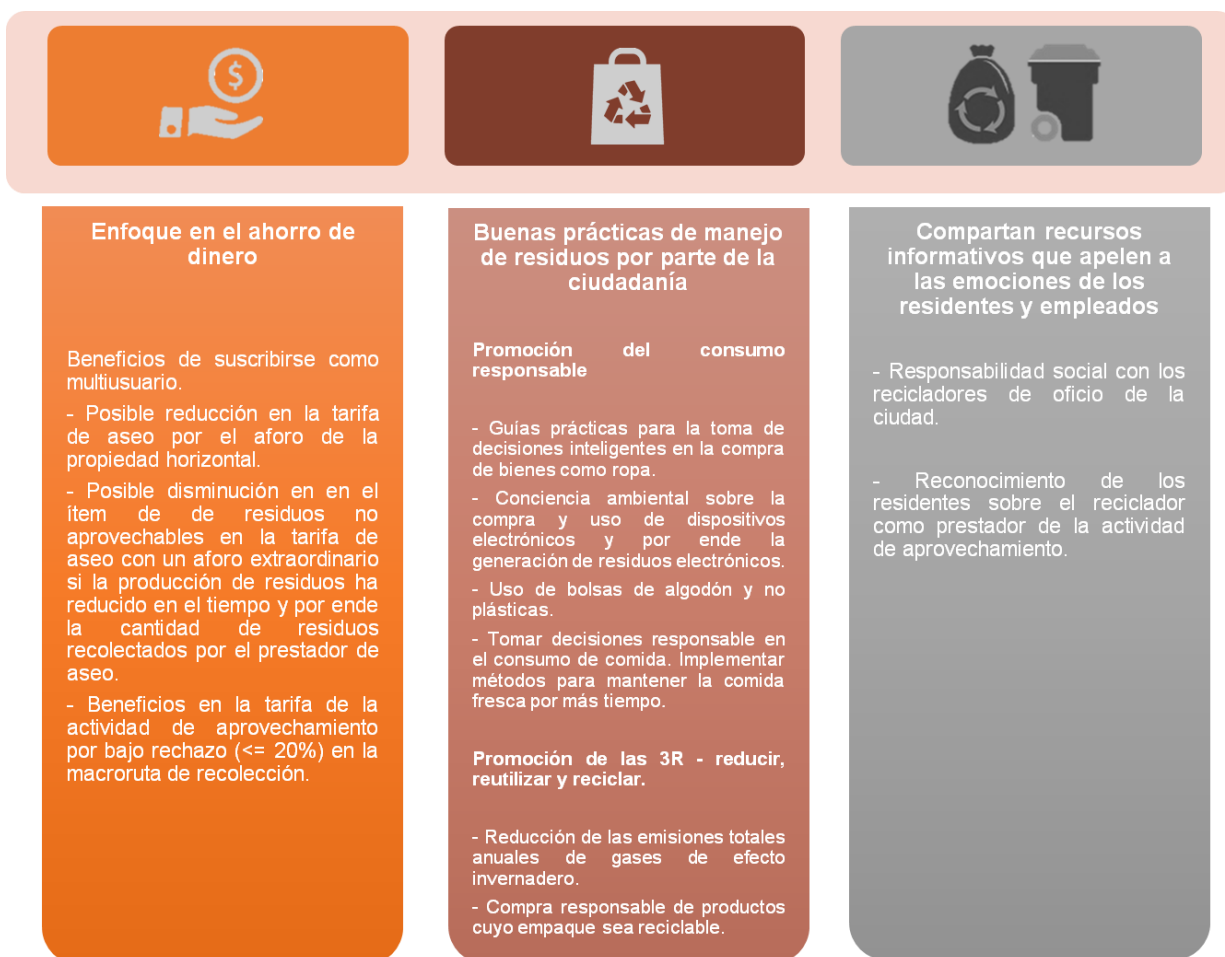 $
Enfoque en el ahorro de
dinero
Beneficios de suscribirse como
multiusuario.
- Posible reducción en la tarifa
de aseo por el aforo de la
propiedad horizontal.
- Posible disminución en en el
ítem de de residuos no
aprovechables en la tarifa de
aseo con un aforo extraordinario
si la producción de residuos ha
reducido en el tiempo y por ende
la cantidad de residuos
recolectados por el prestador de
aseo.
- Beneficios en la tarifa de la
actividad de aprovechamiento
por bajo rechazo (<= 20%) en la
macroruta de recolección.
Buenas prácticas de manejo
de residuos por parte de la
ciudadanía
Promoción del consumo
responsable
- Guías prácticas para la toma de
decisiones inteligentes en la compra
de bienes como ropa.
- Conciencia ambiental sobre la
compra y uso de dispositivos
electrónicos y por ende la
generación de residuos electrónicos.
- Uso de bolsas de algodón y no
plásticas.
- Tomar decisiones responsable en
el consumo de comida. Implementar
métodos para mantener la comida
fresca por más tiempo.
Promoción de las 3R - reducir,
reutilizar y reciclar.
- Reducción de las emisiones totales
anuales de gases de efecto
invernadero.
- Compra responsable de productos
cuyo empaque sea reciclable.
Compartan recursos
informativos que apelen a
las emociones de los
residentes y empleados
- Responsabilidad social con los
recicladores de oficio de la
ciudad.
- Reconocimiento de los
residentes sobre el reciclador
como prestador de la actividad
de aprovechamiento.